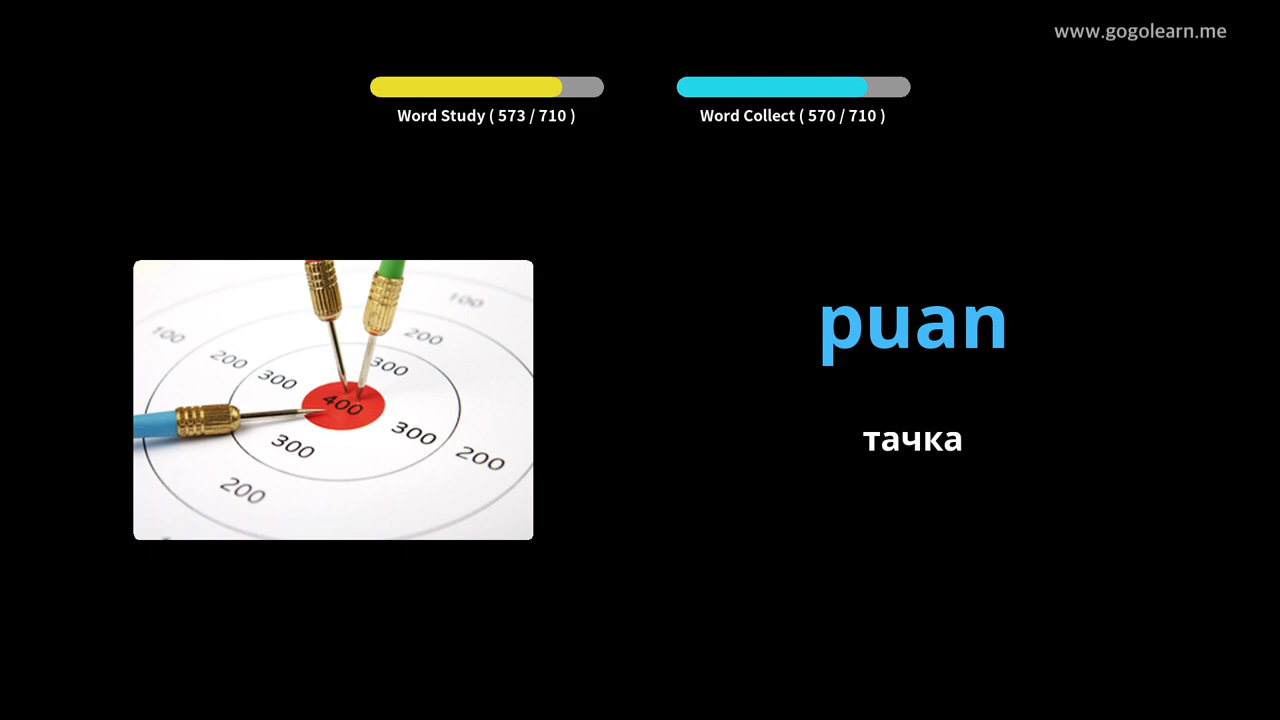 www.gogolearn.me
Word Study ( 573 / 710 )
Word Collect ( 570 / 710 )
puan
тачка
100
100
200
200
300
300
400
300
300
200
200